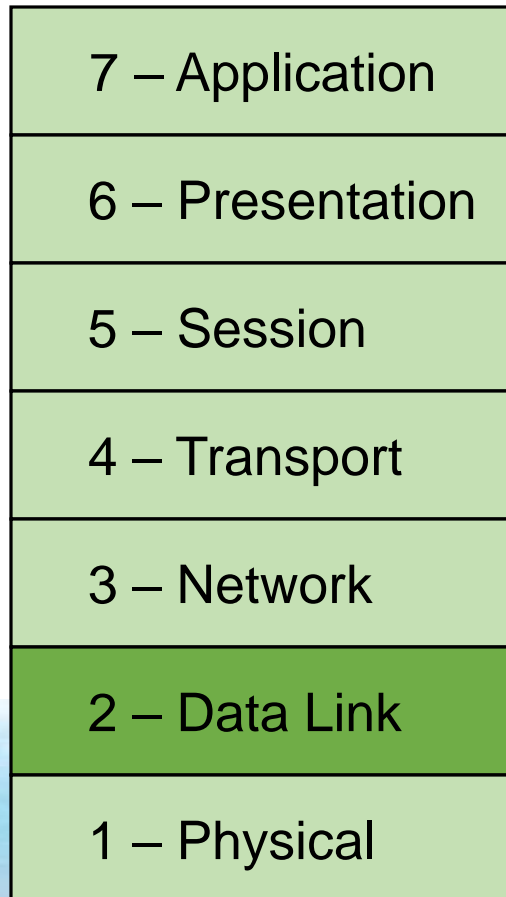 7 – Application
6 – Presentation
5 – Session
4 – Transport
3 – Network
2 – Data Link
1 – Physical